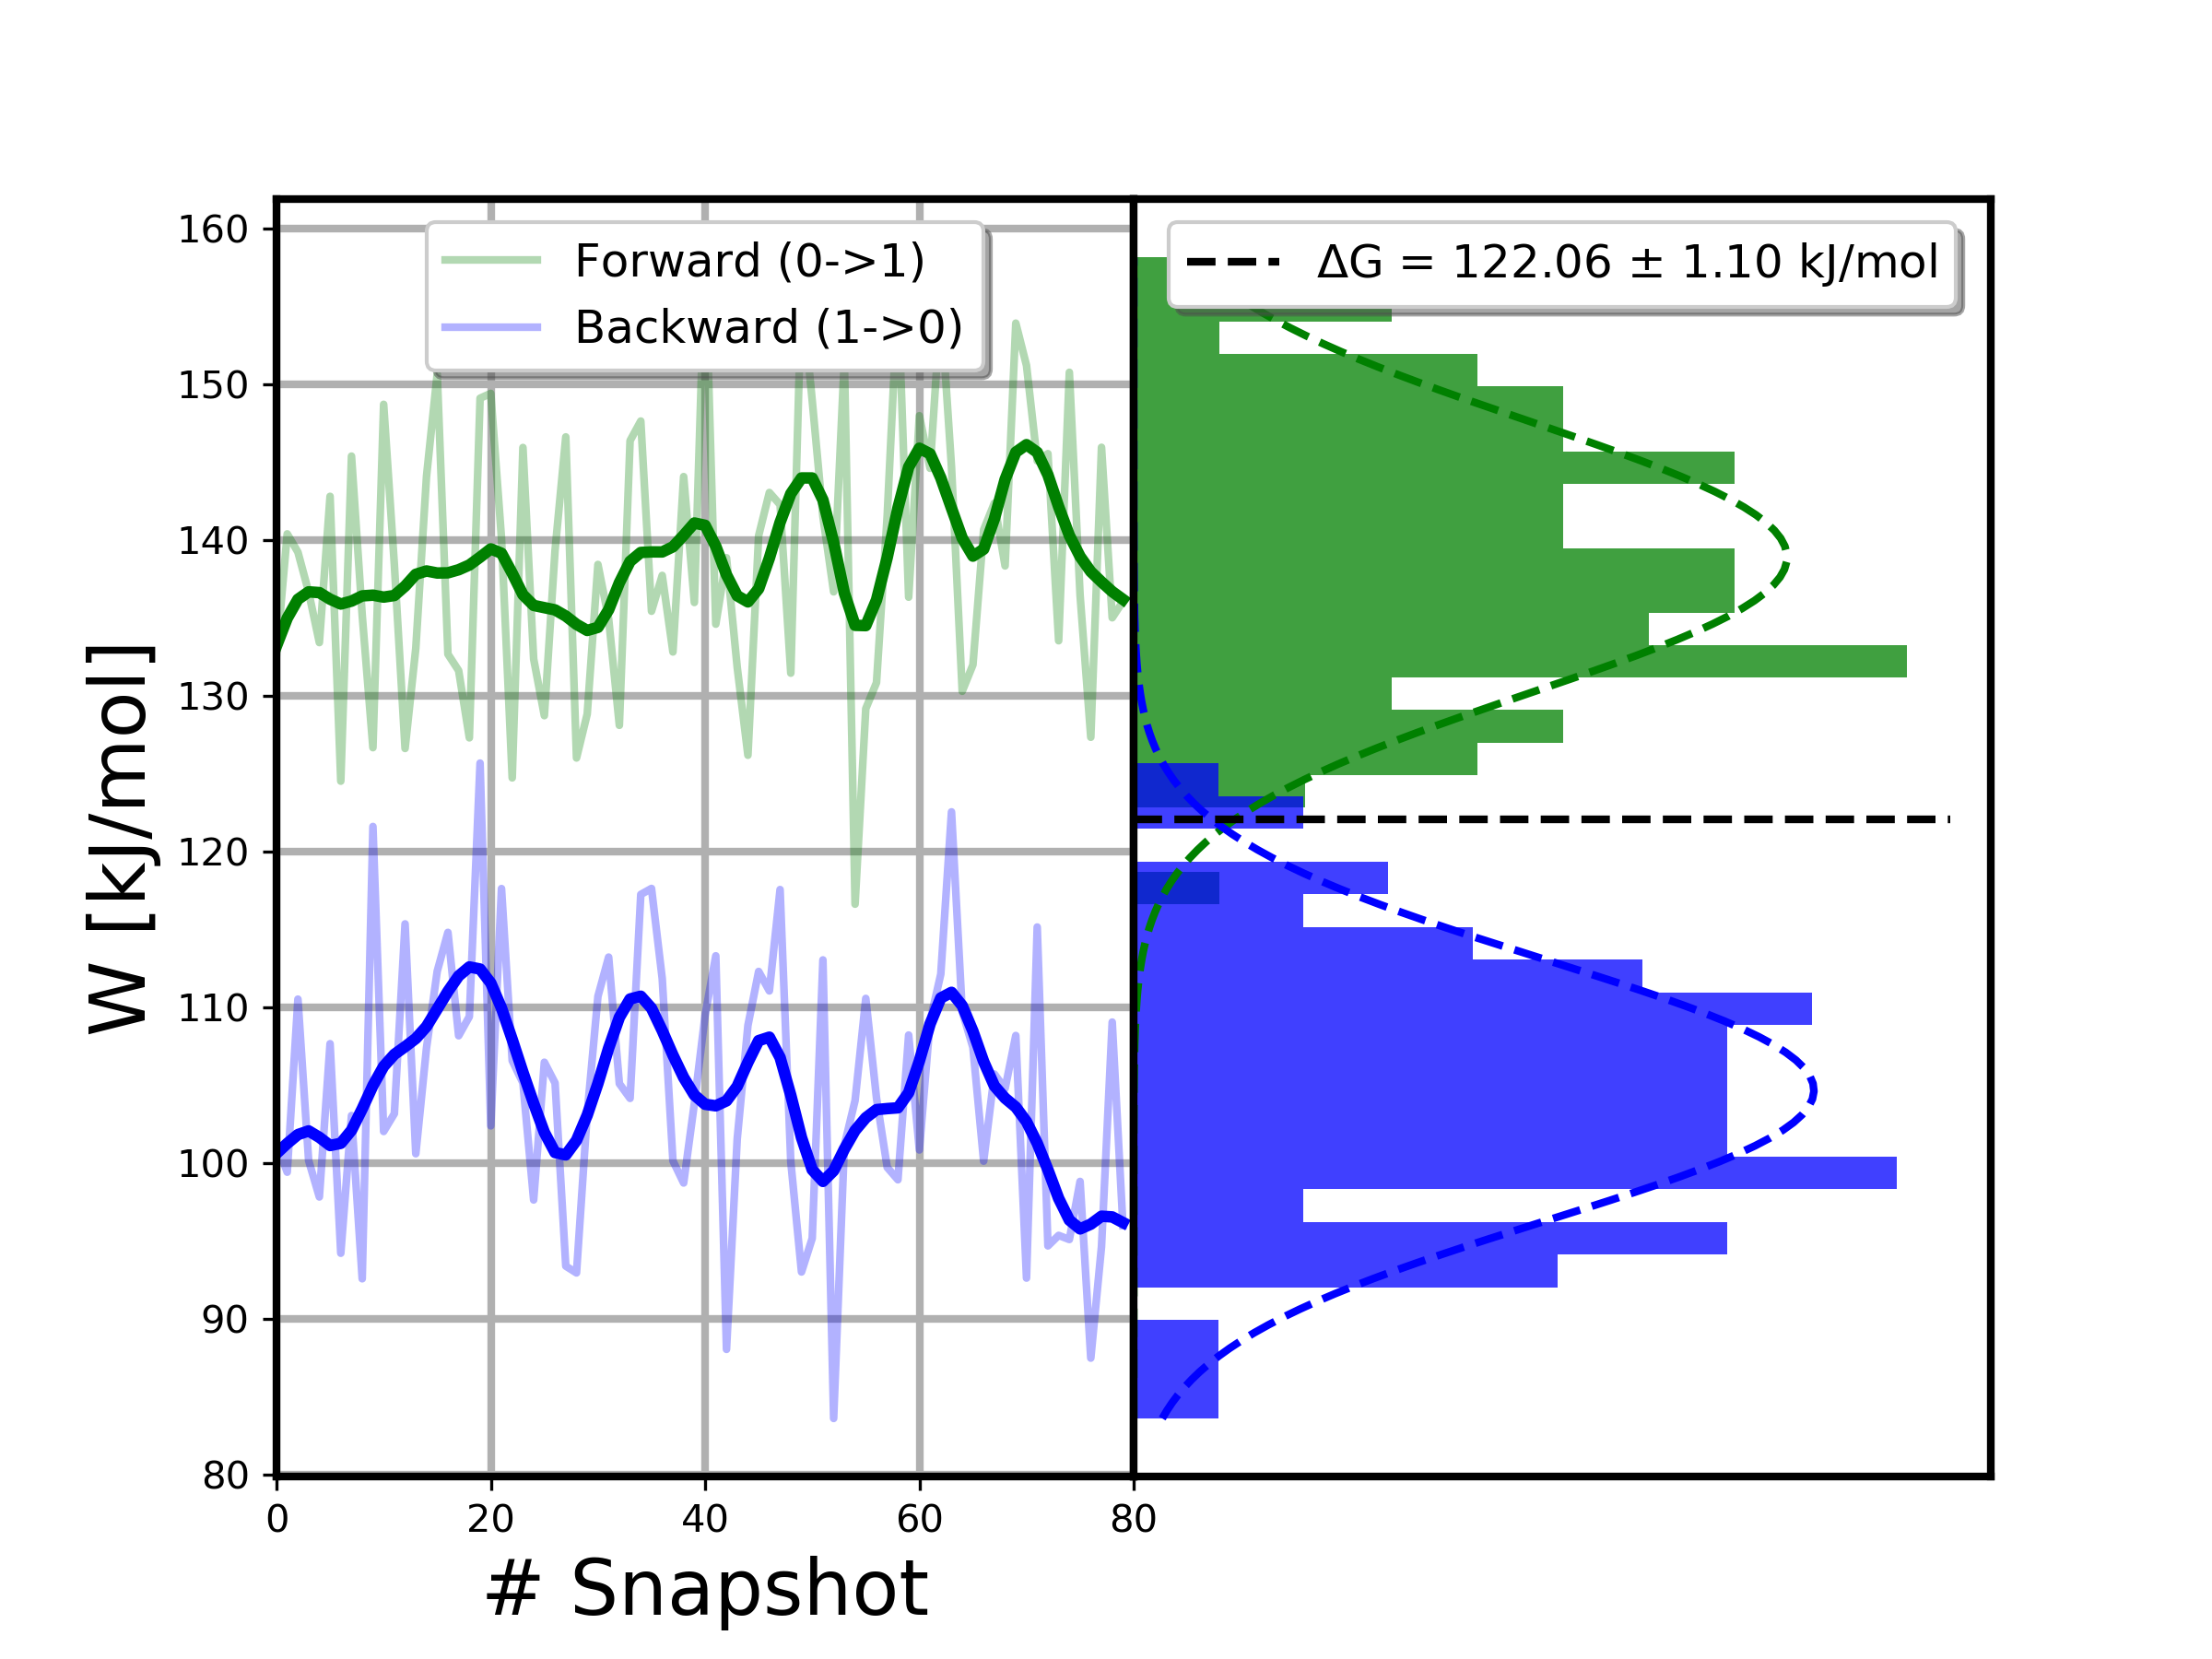 Forward (0->1)
Backward (1->0)
ΔG = 122.06 ± 1.10 kJ/mol
W [kJ/mol]
160
150
140
130
120
110
100
90
80
0 20 40 60 80
# Snapshot